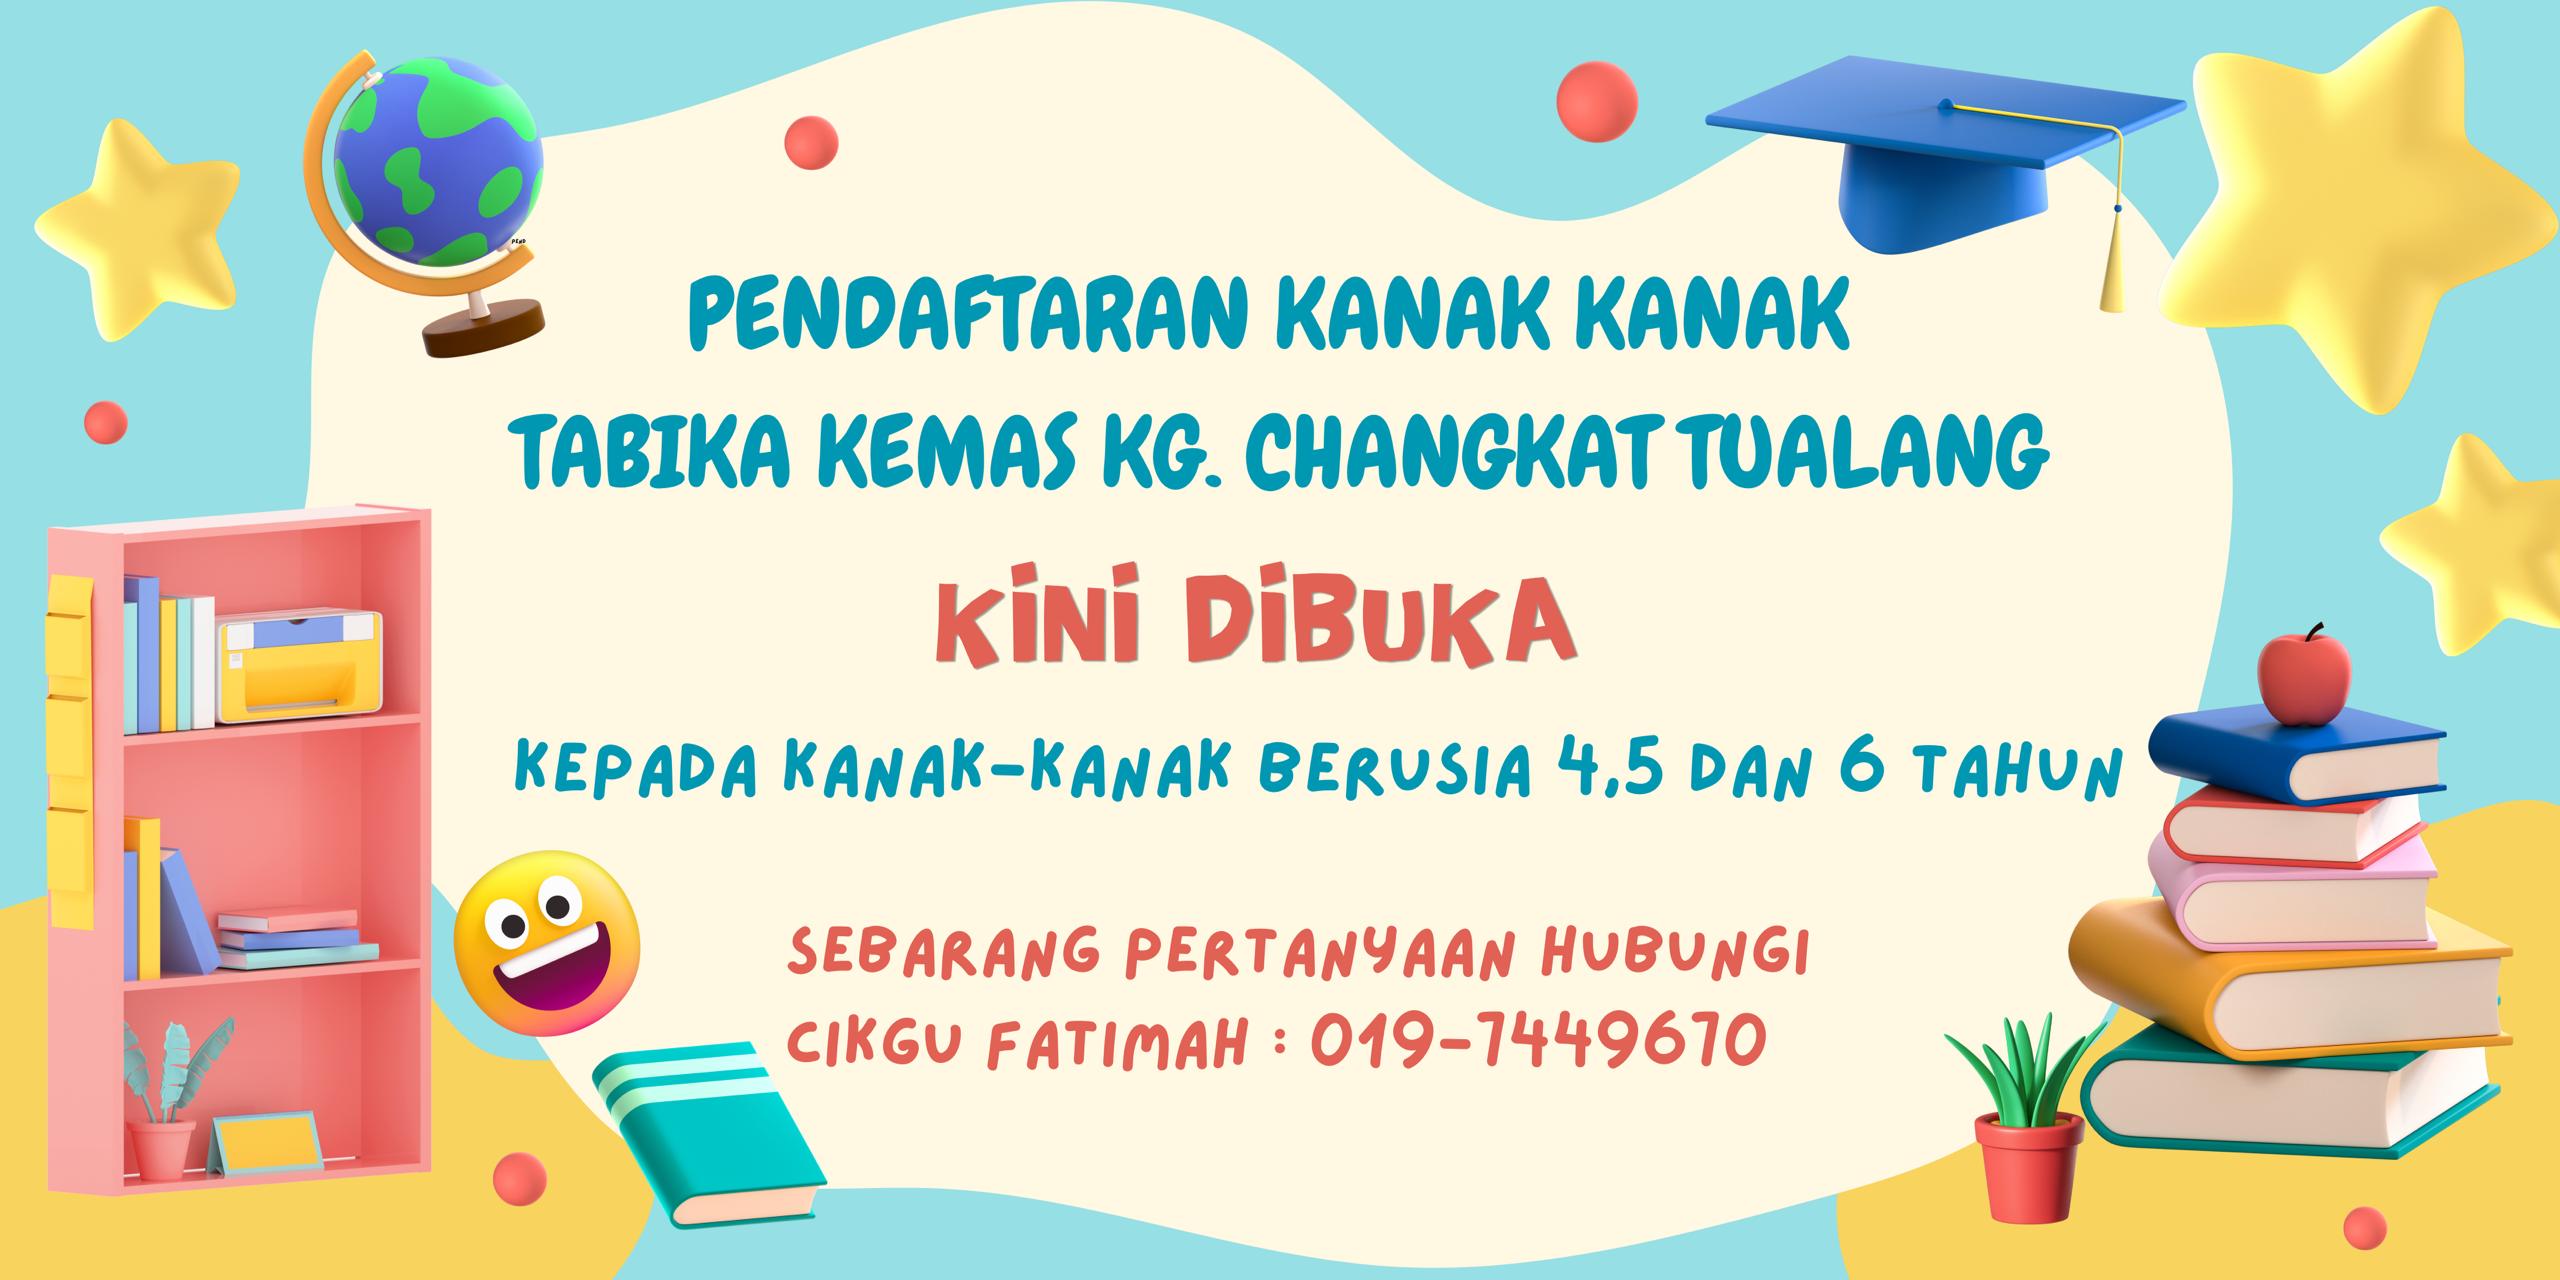 PEND
PENDAFTARAN KANAK KANAK
TABIKA KEMAS KG. CHANGKAT TUALANG
KINI DIBUKA
KEPADA KANAK-KANAK BERUSIA 4,5 DAN 6 TAHUN
SEBARANG PERTANYAAN HUBUNGI
CIKGU FATIMAH : 019-7449670